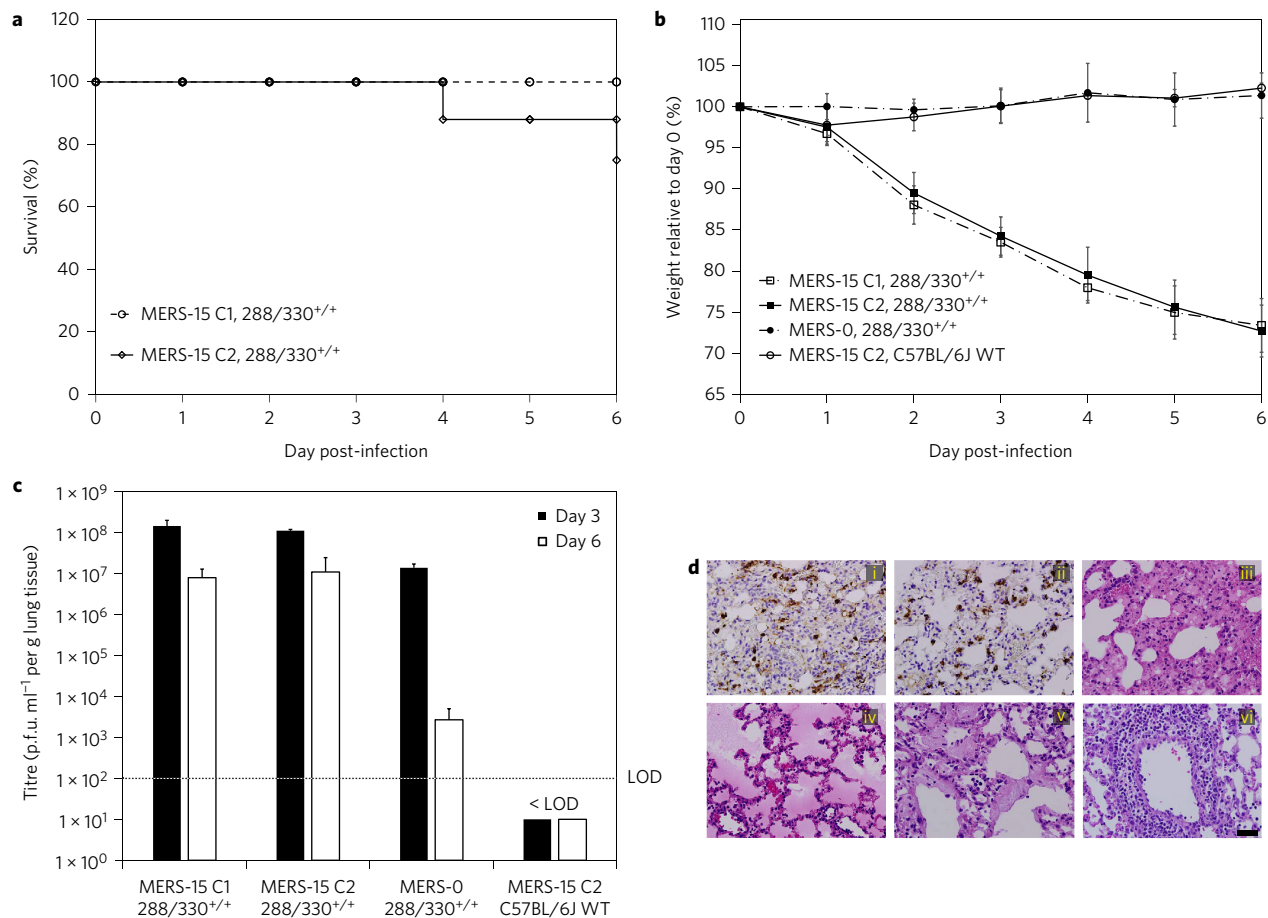 a
120
100
80
60
40
20
0
Survival (%)
MERS-15 C1, 288/330+/+
MERS-15 C2, 288/330+/+
0 1 2 3 4 5 6
Day post-infection
b
110
105
100
95
90
85
80
75
70
65
Weight relative to day 0 (%)
MERS-15 C1, 288/330+/+
MERS-15 C2, 288/330+/+
MERS-0, 288/330+/+
MERS-15 C2, C57BL/6J WT
0 1 2 3 4 5 6
Day post-infection
c
1 × 10⁹
1 × 10⁸
1 × 10⁷
1 × 10⁶
1 × 10⁵
1 × 10⁴
1 × 10³
1 × 10²
1 × 10¹
1 × 10⁰
Titre (p.f.u. ml⁻¹ per g lung tissue)
Day 3
Day 6
LOD
< LOD
MERS-15 C1
288/330+/+
MERS-15 C2
288/330+/+
MERS-0
288/330+/+
MERS-15 C2
C57BL/6J WT
d
i
ii
iii
iv
v
vi